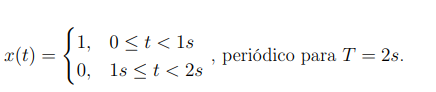 x(t) = { 1, 0 ≤ t < 1s
0, 1s ≤ t < 2s , periódico para T = 2s.